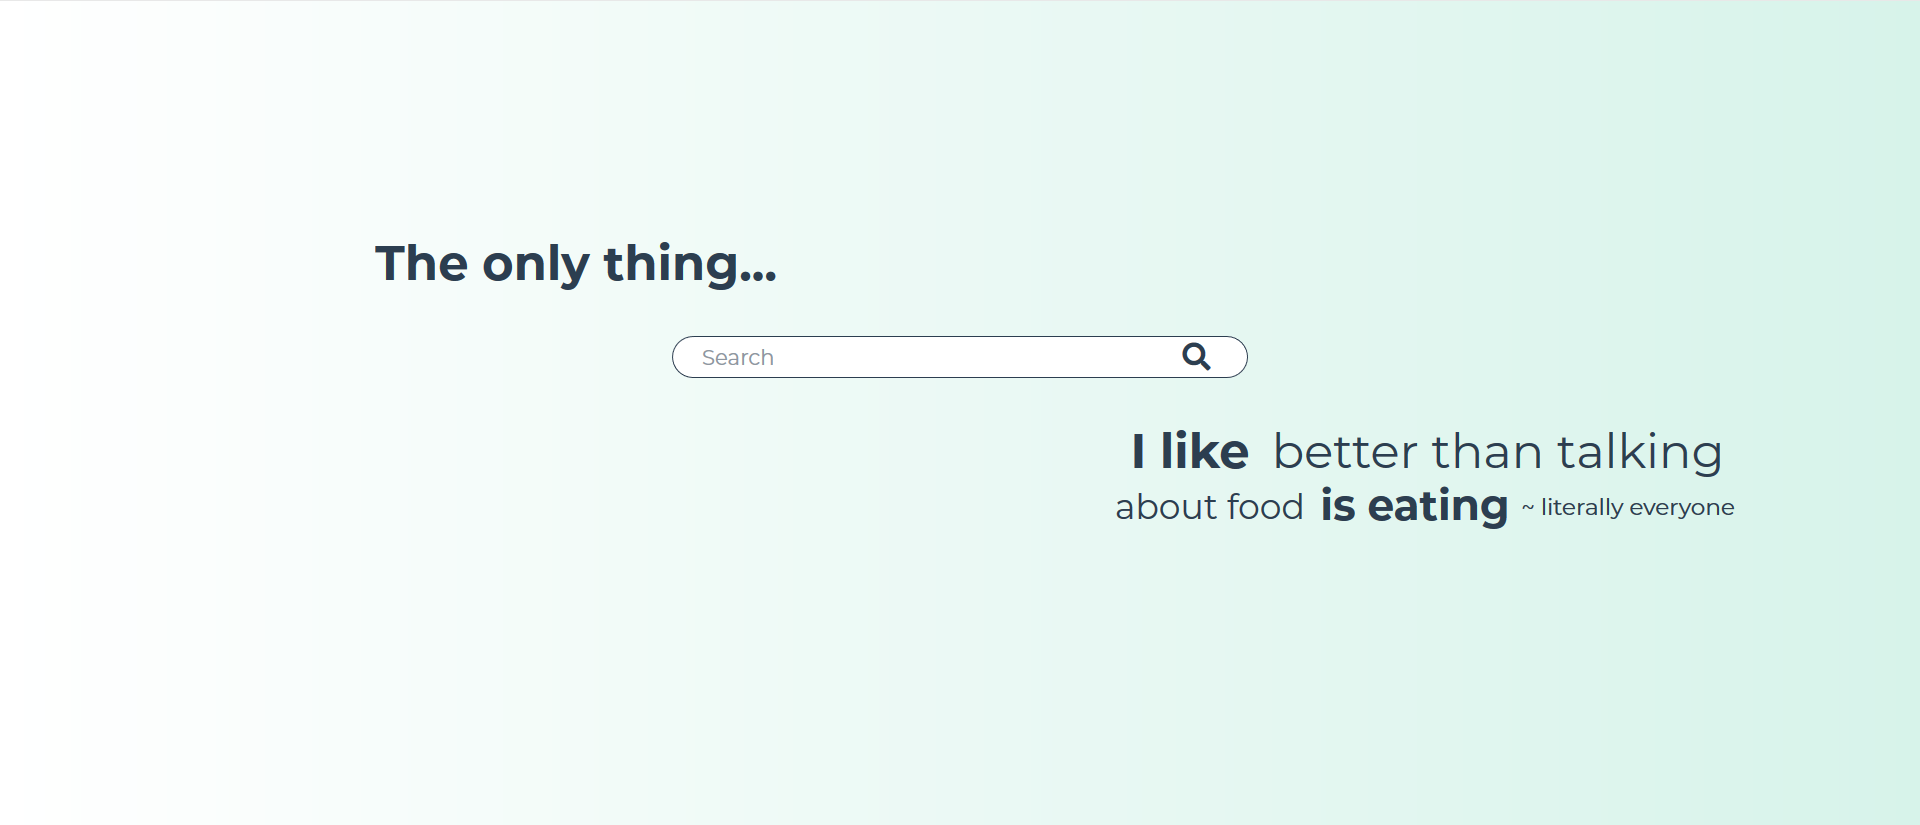 The only thing...
Search
I like better than talking
about food is eating ~ literally everyone